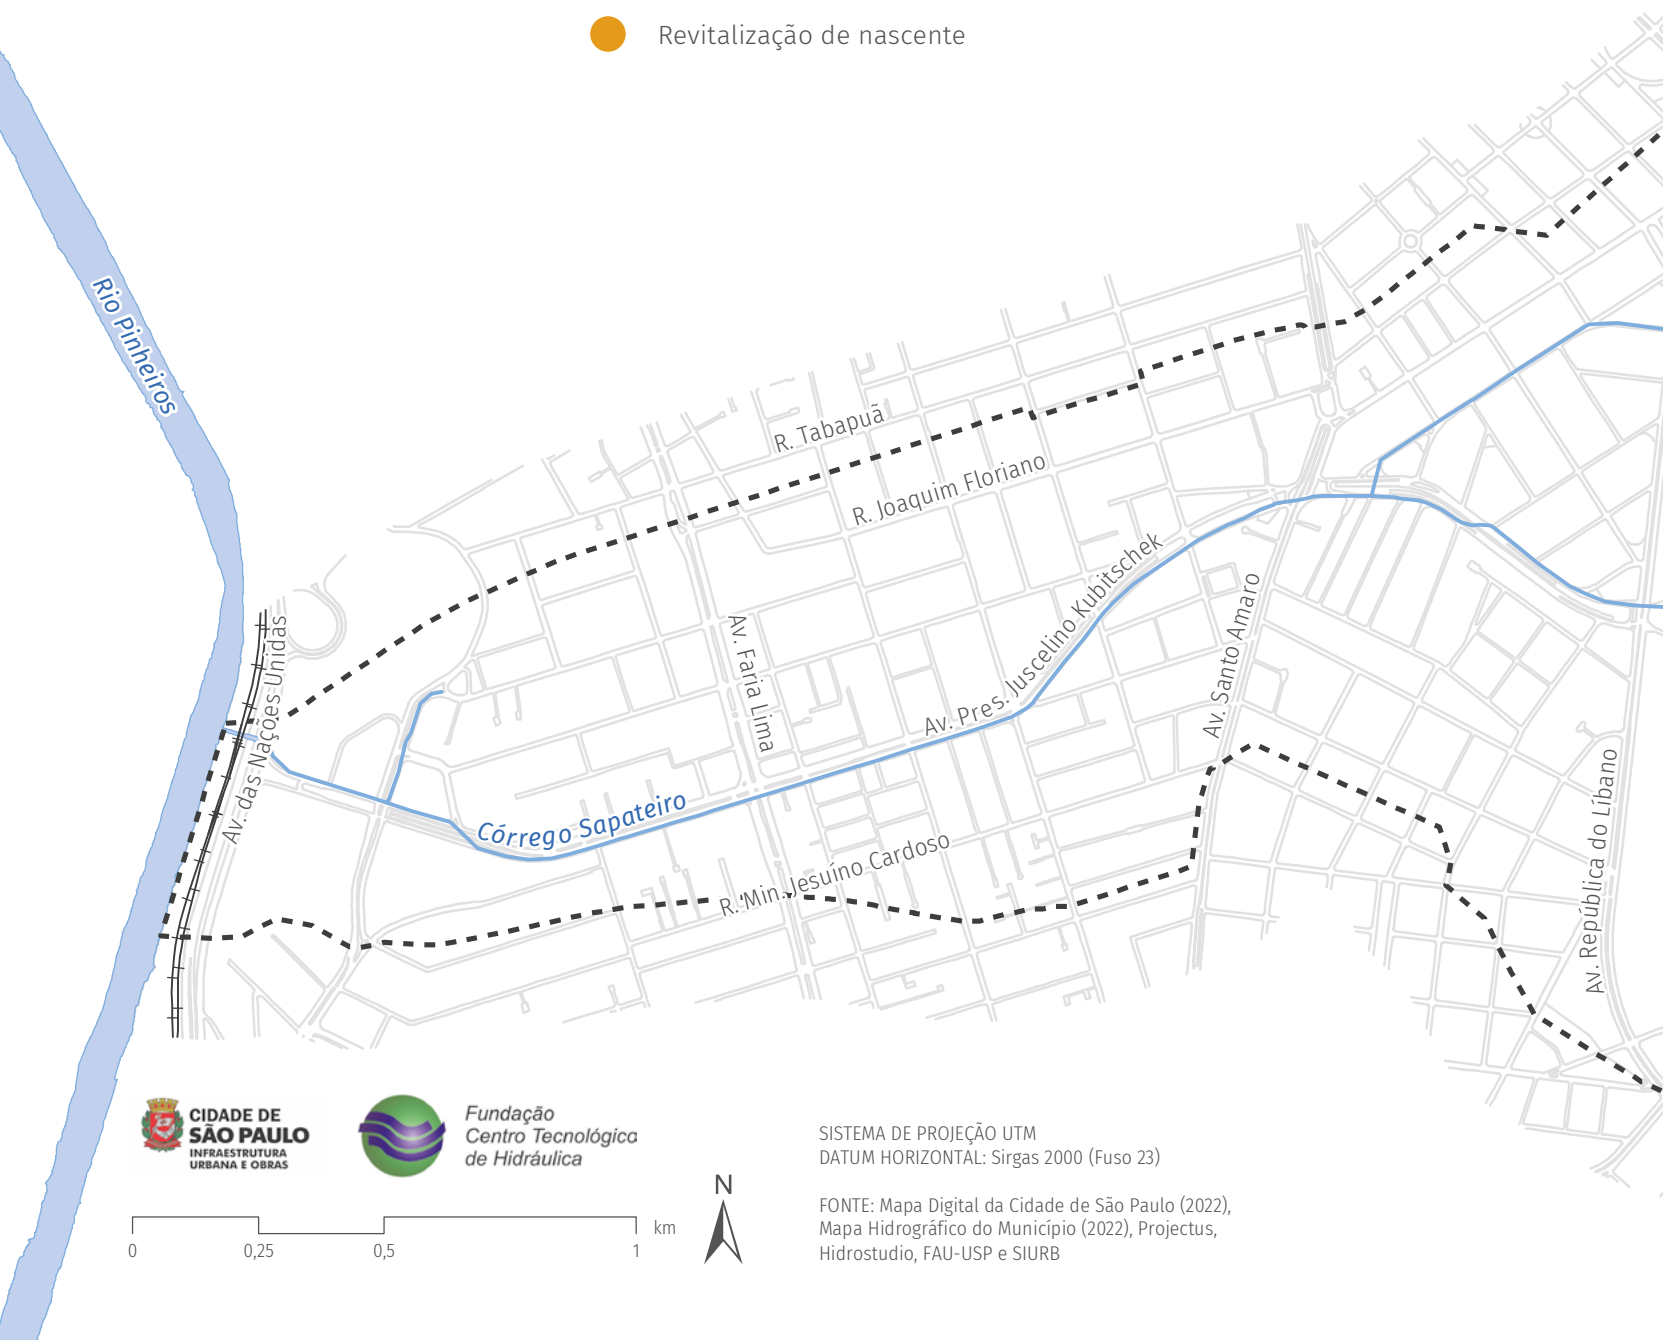 Revitalização de nascente
Rio Pinheiros
R. Tabapuã
R. Joaquim Floriano
Av. Pres. Juscelino Kubitschek
Av. Faria Lima
Av. Santo Amaro
Av. das Nações Unidas
Córrego Sapateiro
R. Min. Jesuíno Cardoso
Av. República do Líbano
CIDADE DE
SÃO PAULO
INFRAESTRUTURA
URBANA E OBRAS
Fundação
Centro Tecnológico
de Hidráulica
N
0
0,25
0,5
1
km
SISTEMA DE PROJEÇÃO UTM
DATUM HORIZONTAL: Sirgas 2000 (Fuso 23)
FONTE: Mapa Digital da Cidade de São Paulo (2022),
Mapa Hidrográfico do Município (2022), Projectus,
Hidrostudio, FAU-USP e SIURB